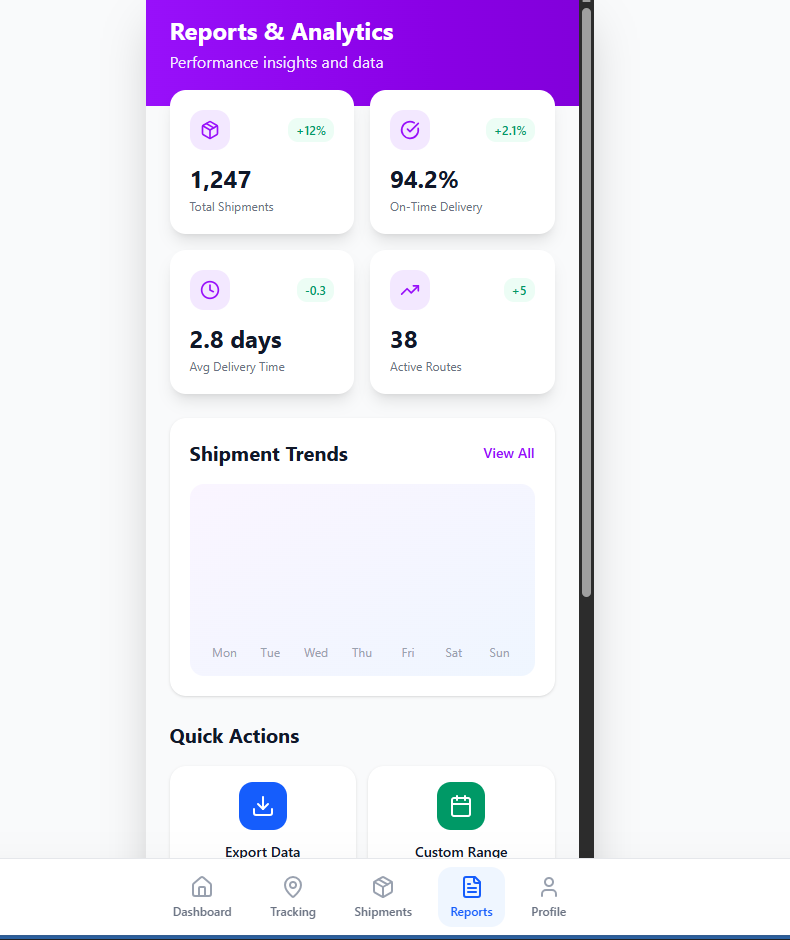 Reports & Analytics
Performance insights and data
+12%
1,247
Total Shipments
+2.1%
94.2%
On-Time Delivery
-0.3
2.8 days
Avg Delivery Time
+5
38
Active Routes
Shipment Trends
View All
Mon Tue Wed Thu Fri Sat Sun
Quick Actions
Export Data
Custom Range
Dashboard Tracking Shipments Reports Profile